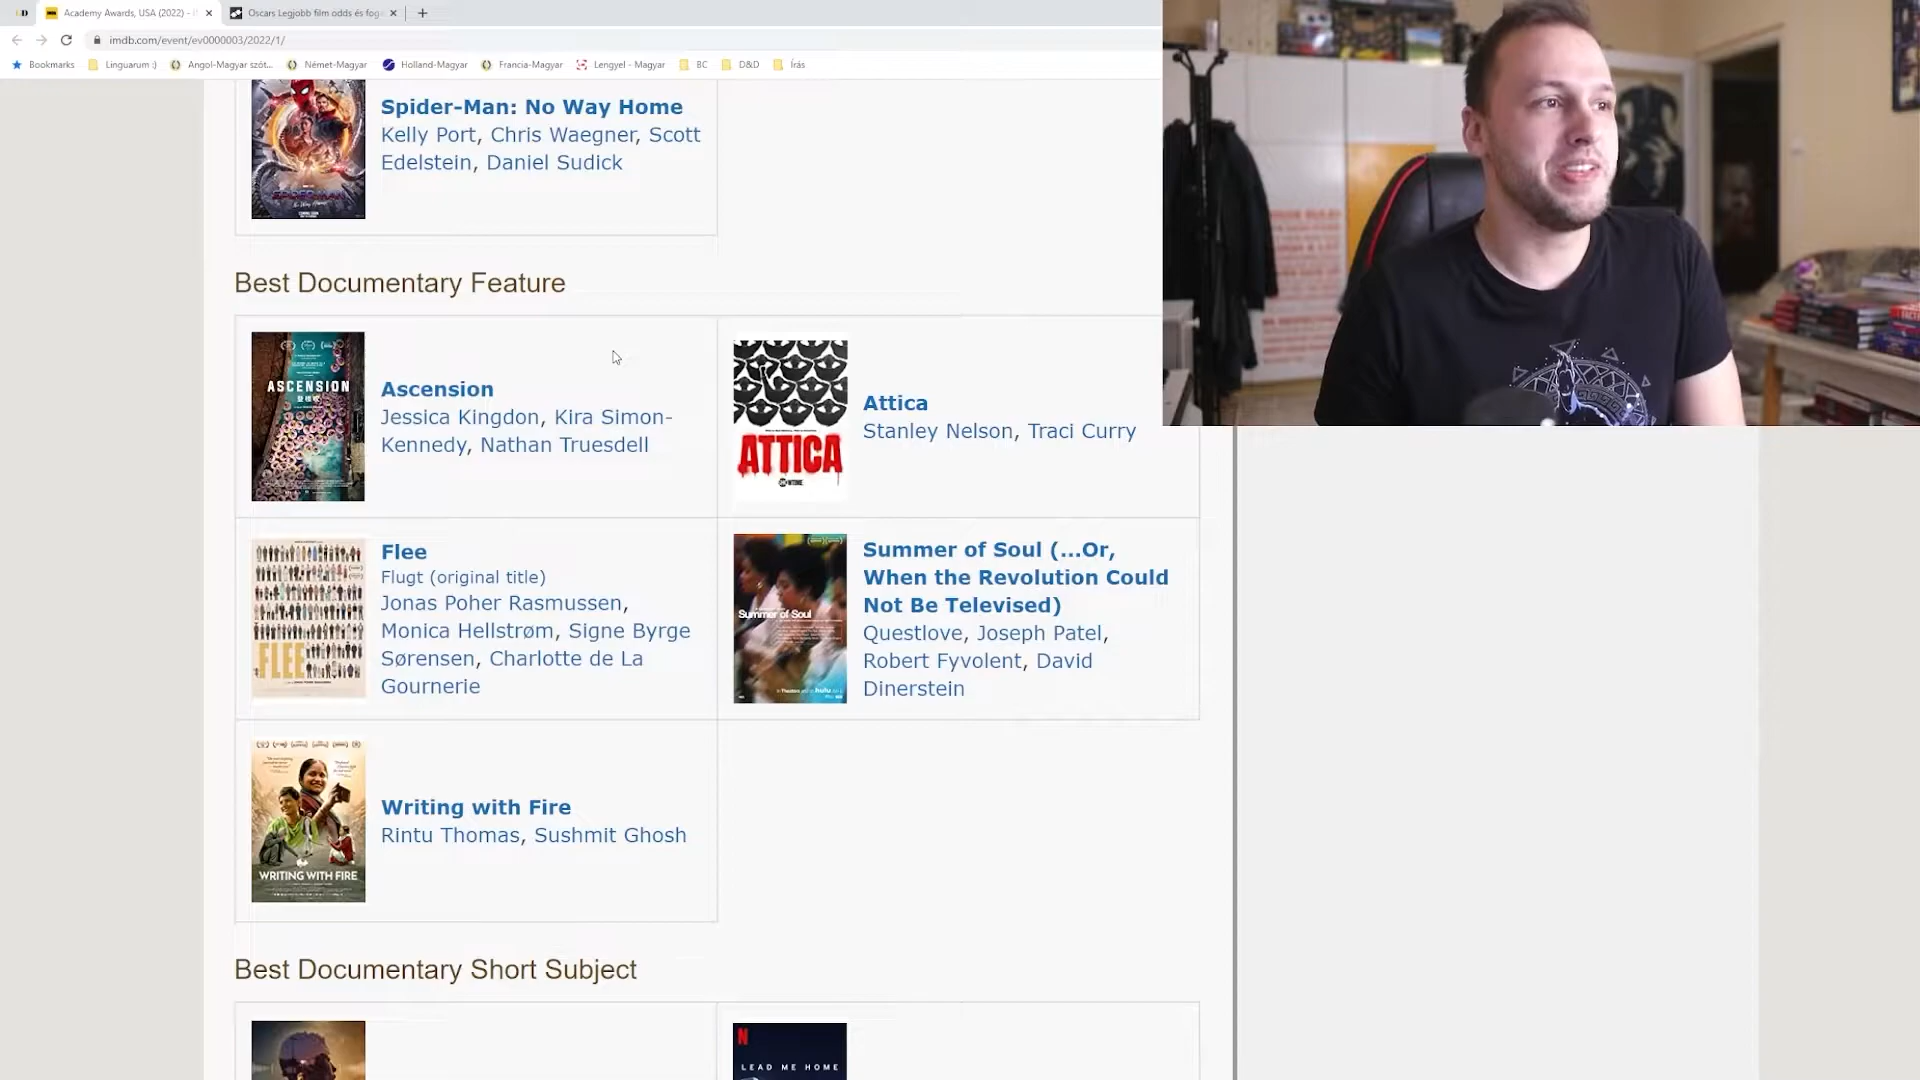 Academy Awards, USA (2022) - I
Oscars Legjobb film odds és fog
imdb.com/event/ev0000003/2022/1/
Bookmarks
Linguarum :)
Angol-Magyar szót...
Német-Magyar
Holland-Magyar
Francia-Magyar
Lengyel - Magyar
BC
D&D
Írás
Spider-Man: No Way Home
Kelly Port, Chris Waegner, Scott
Edelstein, Daniel Sudick
Best Documentary Feature
ASCENSION
Ascension
Jessica Kingdon, Kira Simon-
Kennedy, Nathan Truesdell
ATTICA
SHOWTIME
Attica
Stanley Nelson, Traci Curry
FLEE
Flee
Flugt (original title)
Jonas Poher Rasmussen,
Monica Hellstrøm, Signe Byrge
Sørensen, Charlotte de La
Gournerie
Summer of Soul
hulu
Summer of Soul (...Or,
When the Revolution Could
Not Be Televised)
Questlove, Joseph Patel,
Robert Fyvolent, David
Dinerstein
WRITING WITH FIRE
Writing with Fire
Rintu Thomas, Sushmit Ghosh
Best Documentary Short Subject
N
LEAD ME HOME